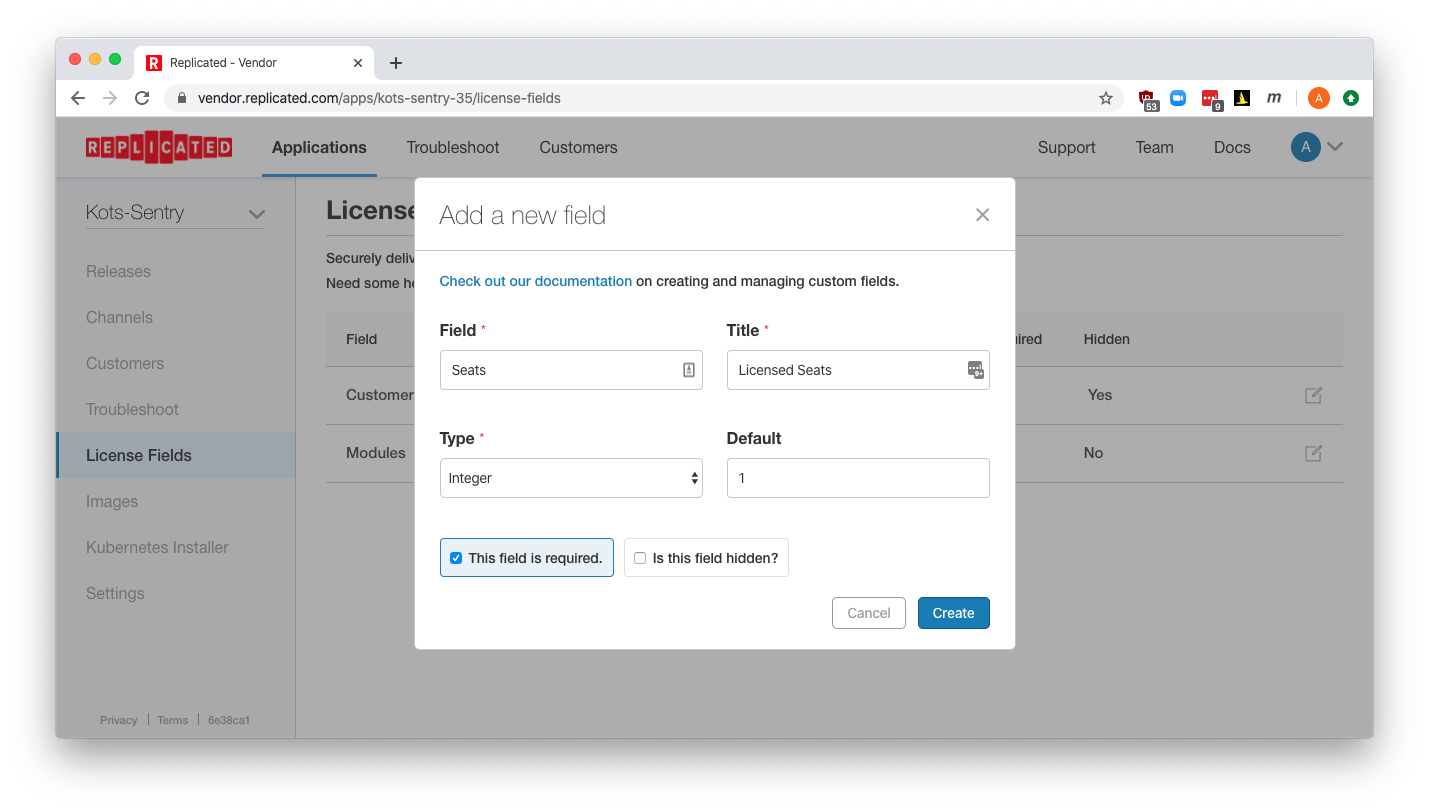 Replicated - Vendor
vendor.replicated.com/apps/kots-sentry-35/license-fields
53
9
m
A
REPLICATED
Applications
Troubleshoot
Customers
Support
Team
Docs
A
Kots-Sentry
Releases
Channels
Customers
Troubleshoot
License Fields
Images
Kubernetes Installer
Settings
Privacy
Terms
6e38ca1
License
Securely deliv
Need some he
Field
ired
Hidden
Customer
Yes
Modules
No
Add a new field
Check out our documentation on creating and managing custom fields.
Field *
Title *
Seats
Licensed Seats
9+
Type *
Default
Integer
1
This field is required.
Is this field hidden?
Cancel
Create